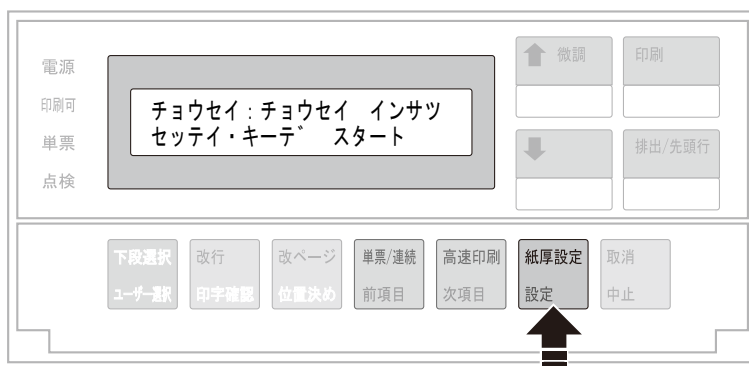 電源
印刷可
単票
点検
チョウセイ：チョウセイ　インサツ
セッテイ・キーデ　スタート
微調
印刷
排出/先頭行
下段選択
ユーザー選択
改行
印字確認
改ページ
位置決め
単票/連続
前項目
高速印刷
次項目
紙厚設定
設定
取消
中止